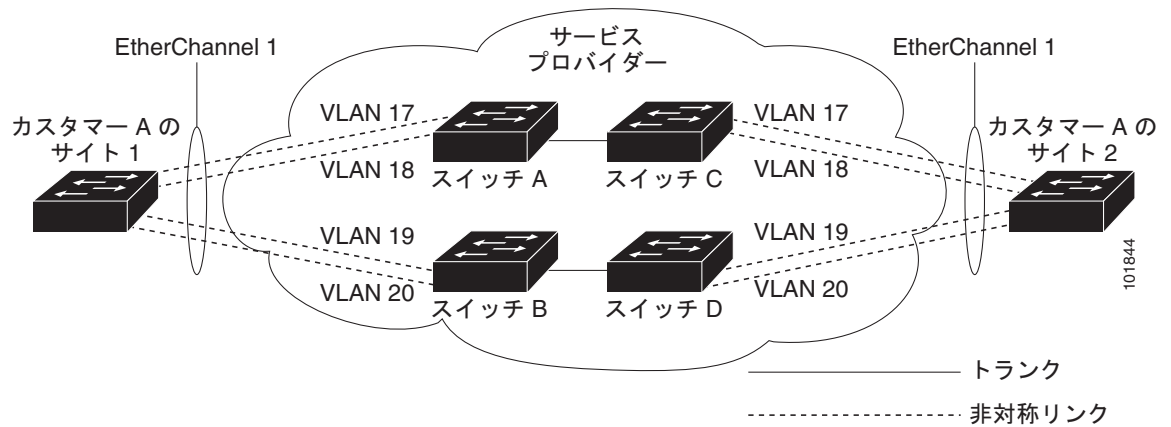 EtherChannel 1
サービス
プロバイダー
EtherChannel 1
カスタマー A の
サイト 1
VLAN 17
VLAN 18
スイッチ A
スイッチ C
VLAN 17
VLAN 18
カスタマー A の
サイト 2
VLAN 19
VLAN 20
スイッチ B
スイッチ D
VLAN 19
VLAN 20
101844
トランク
非対称リンク